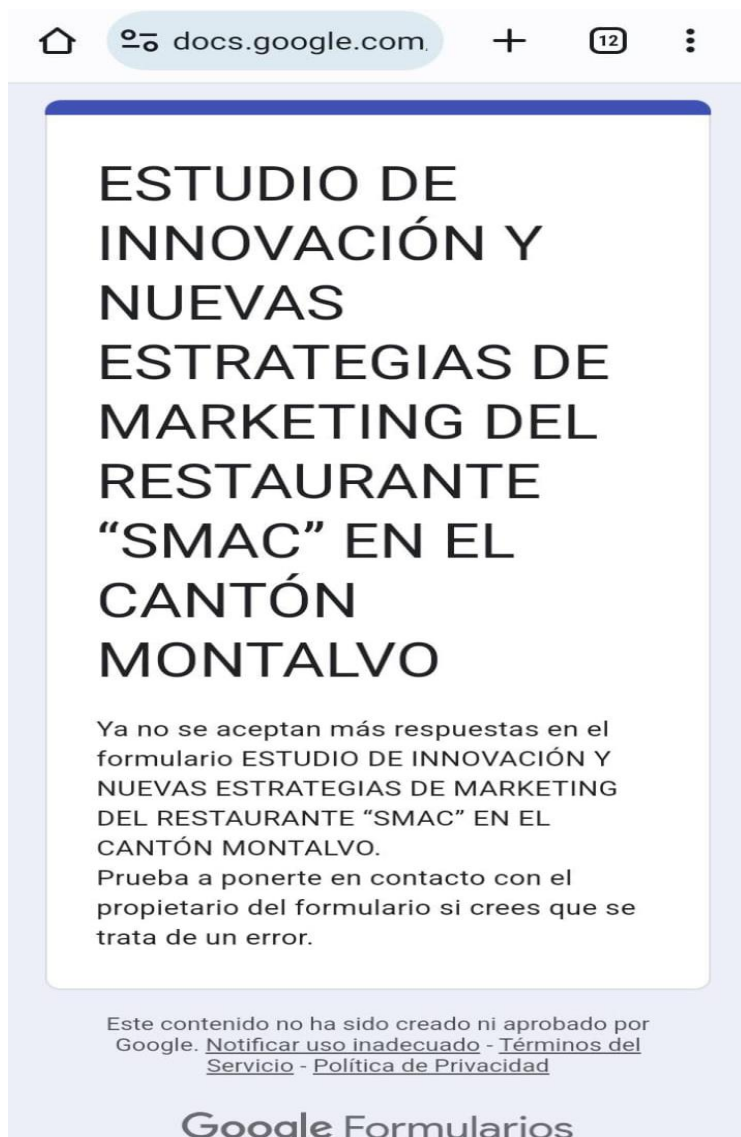 docs.google.com
12
ESTUDIO DE
INNOVACIÓN Y
NUEVAS
ESTRATEGIAS DE
MARKETING DEL
RESTAURANTE
“SMAC” EN EL
CANTÓN
MONTALVO
Ya no se aceptan más respuestas en el
formulario ESTUDIO DE INNOVACIÓN Y
NUEVAS ESTRATEGIAS DE MARKETING
DEL RESTAURANTE “SMAC” EN EL
CANTÓN MONTALVO.
Prueba a ponerte en contacto con el
propietario del formulario si crees que se
trata de un error.
Este contenido no ha sido creado ni aprobado por
Google. Notificar uso inadecuado - Términos del
Servicio - Política de Privacidad
Google Formularios